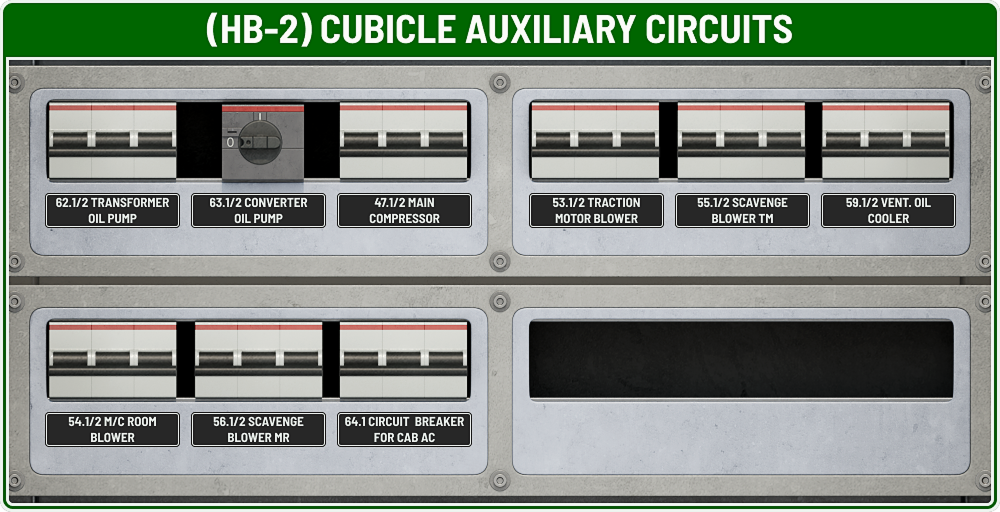 (HB-2) CUBICLE AUXILIARY CIRCUITS
I
0
62.1/2 TRANSFORMER
OIL PUMP
63.1/2 CONVERTER
OIL PUMP
47.1/2 MAIN
COMPRESSOR
53.1/2 TRACTION
MOTOR BLOWER
55.1/2 SCAVENGE
BLOWER TM
59.1/2 VENT. OIL
COOLER
54.1/2 M/C ROOM
BLOWER
56.1/2 SCAVENGE
BLOWER MR
64.1 CIRCUIT BREAKER
FOR CAB AC